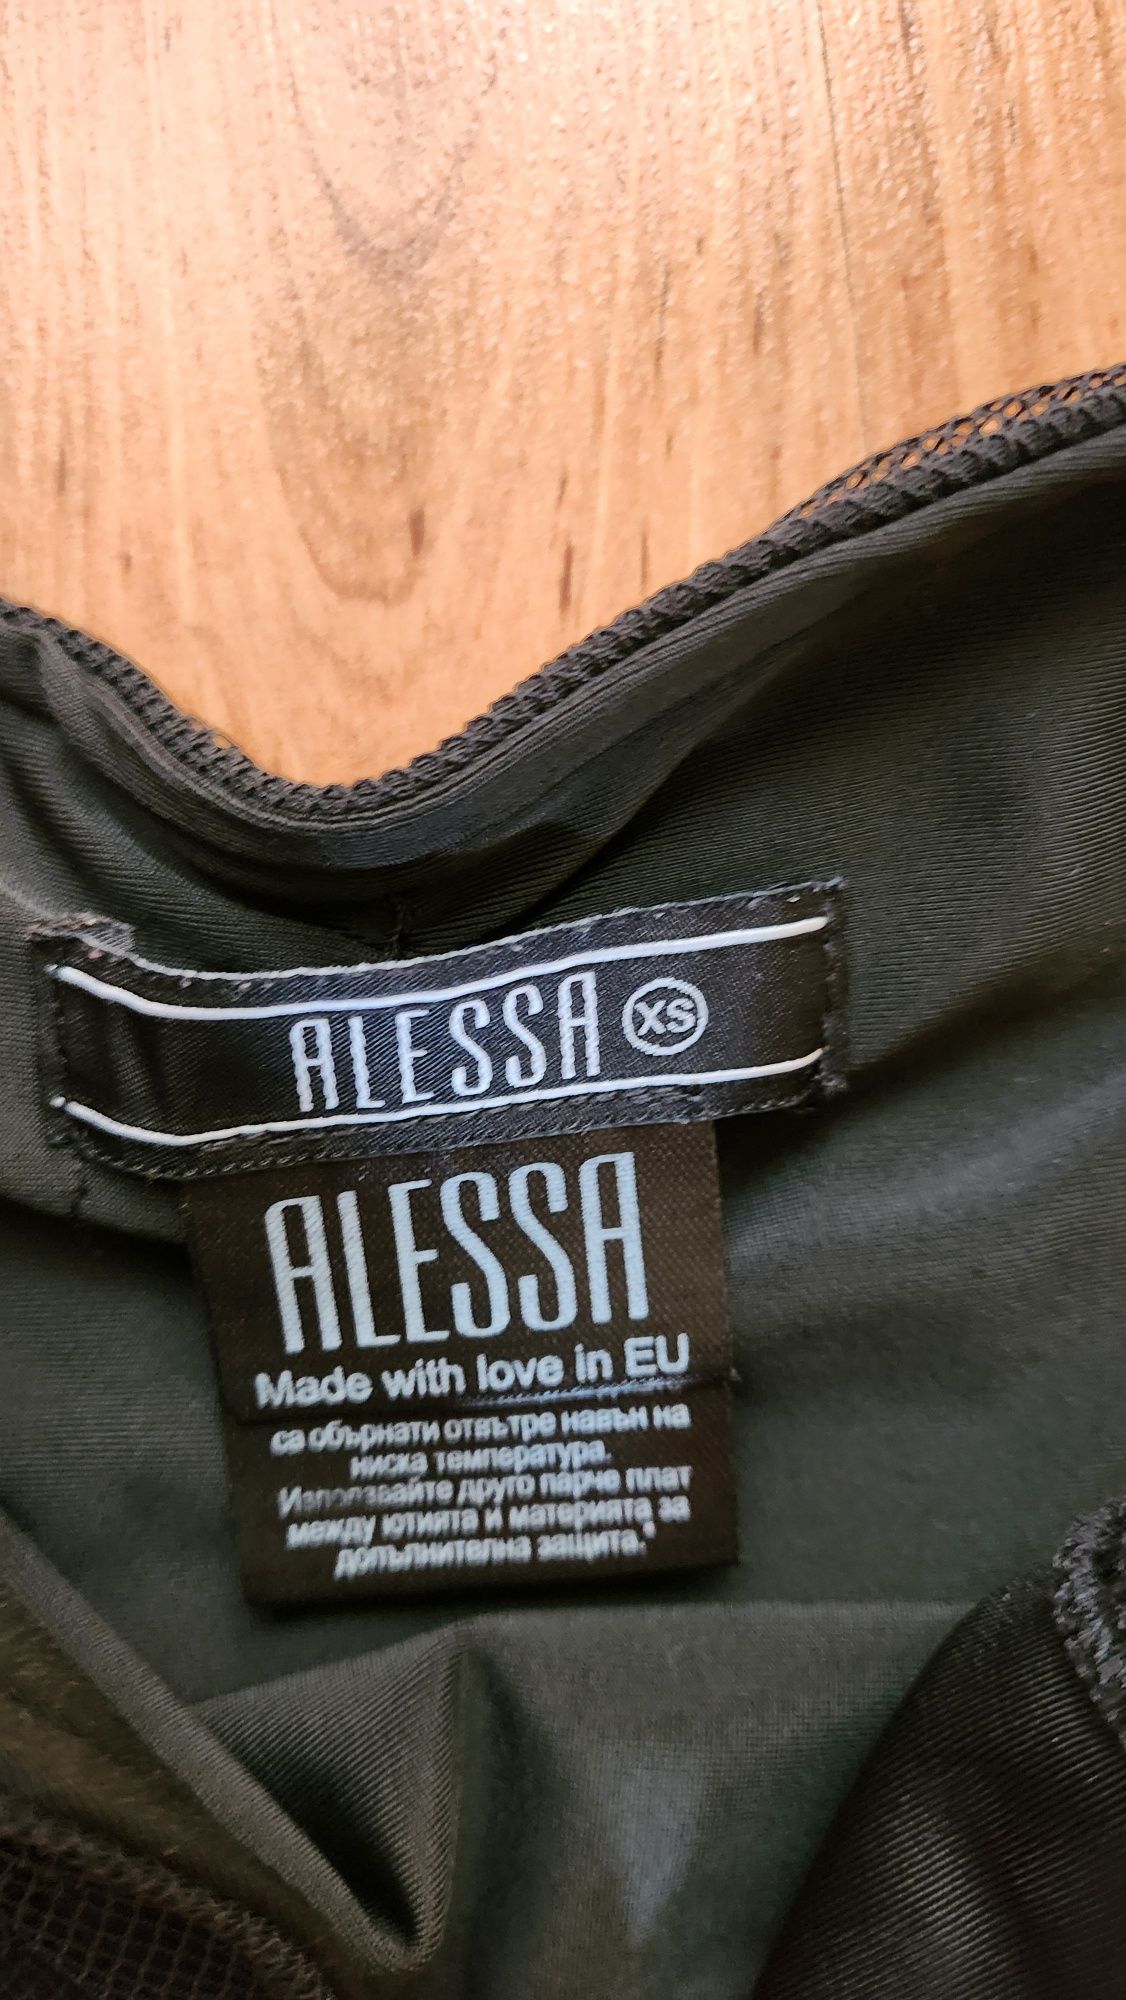 ALESSA XS
ALESSA
Made with love in EU
са обърнати отвътре навън на
ниска температура.
Използвайте друго парче плат
между ютията и материята за
допълнителна защита."